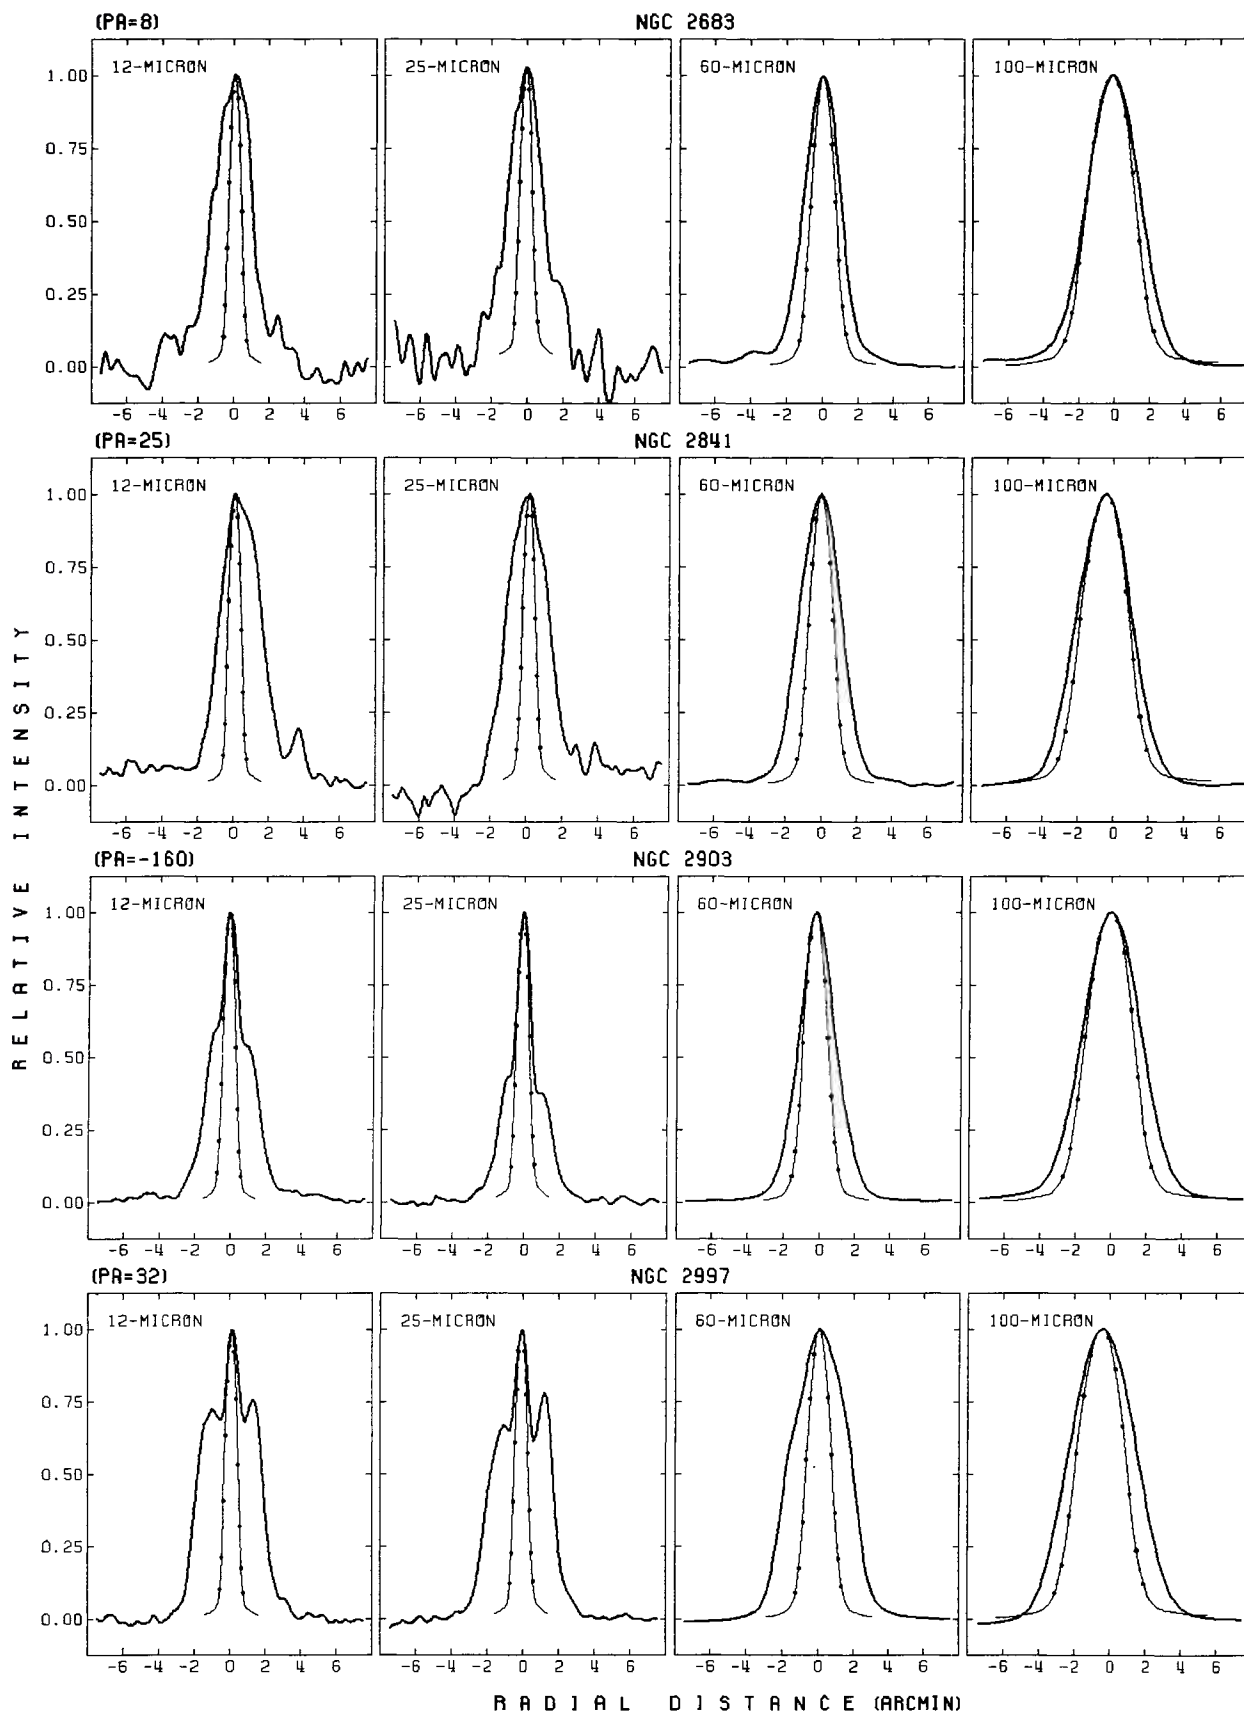 (PA=8) NGC 2683
12-MICRON 25-MICRON 60-MICRON 100-MICRON
1.00
0.75
0.50
0.25
0.00
-6 -4 -2 0 2 4 6 -6 -4 -2 0 2 4 6 -6 -4 -2 0 2 4 6 -6 -4 -2 0 2 4 6
(PA=25) NGC 2841
12-MICRON 25-MICRON 60-MICRON 100-MICRON
1.00
0.75
0.50
0.25
0.00
-6 -4 -2 0 2 4 6 -6 -4 -2 0 2 4 6 -6 -4 -2 0 2 4 6 -6 -4 -2 0 2 4 6
(PA=-160) NGC 2903
12-MICRON 25-MICRON 60-MICRON 100-MICRON
1.00
0.75
0.50
0.25
0.00
-6 -4 -2 0 2 4 6 -6 -4 -2 0 2 4 6 -6 -4 -2 0 2 4 6 -6 -4 -2 0 2 4 6
(PA=32) NGC 2997
12-MICRON 25-MICRON 60-MICRON 100-MICRON
1.00
0.75
0.50
0.25
0.00
-6 -4 -2 0 2 4 6 -6 -4 -2 0 2 4 6 -6 -4 -2 0 2 4 6 -6 -4 -2 0 2 4 6
RELATIVE INTENSITY
RADIAL DISTANCE (ARCMIN)